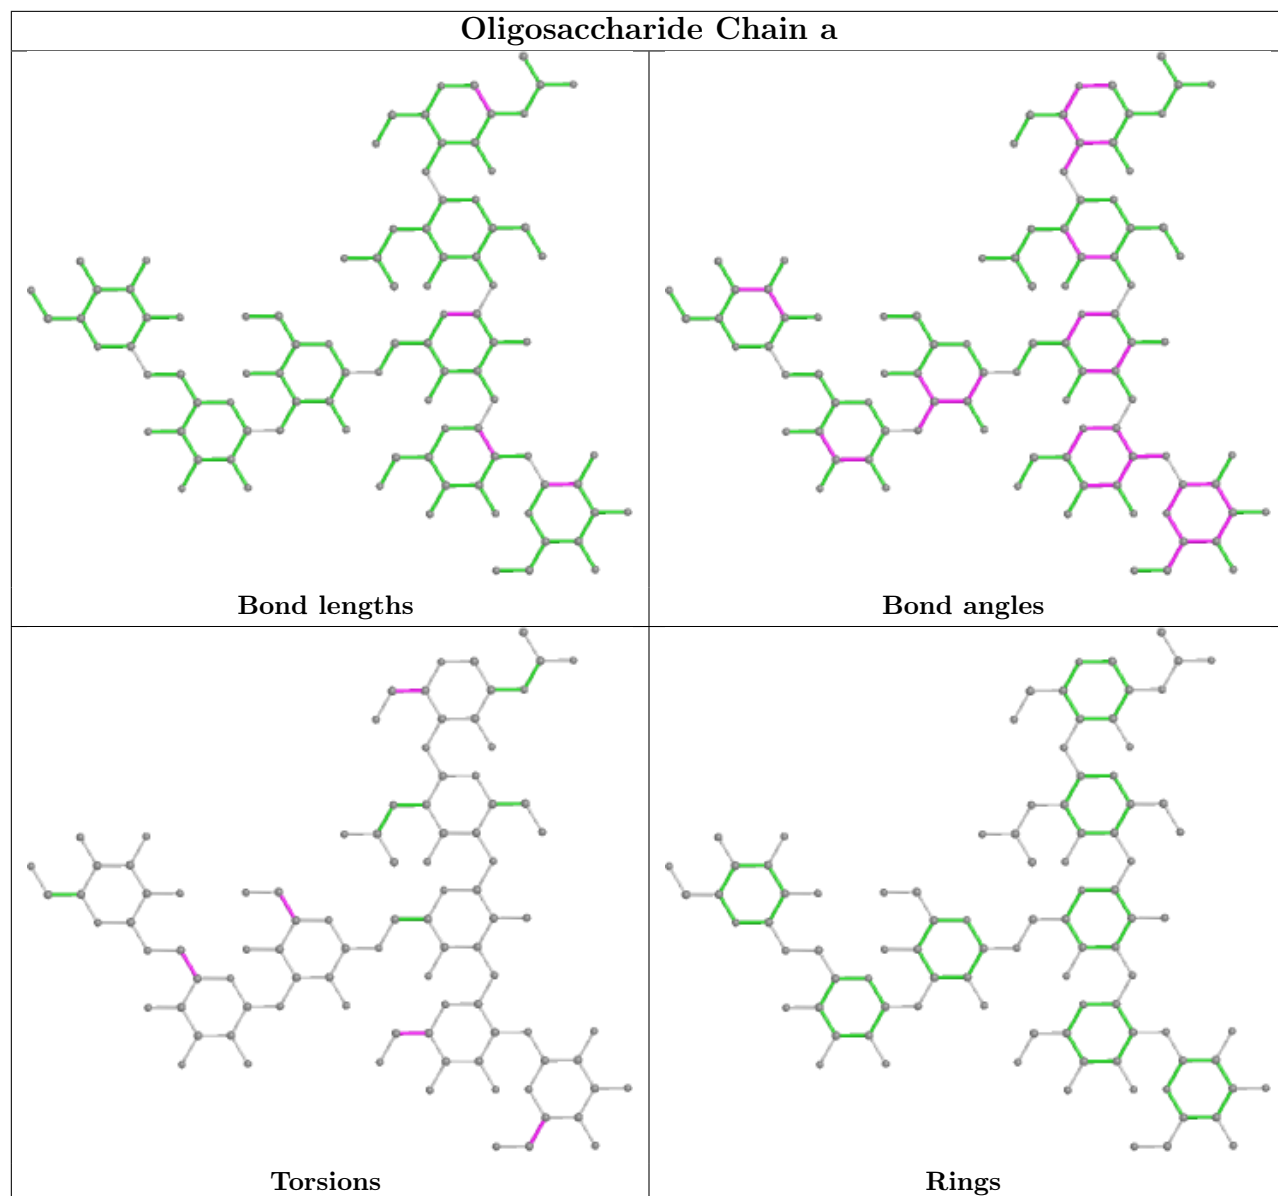 Oligosaccharide Chain a
Bond lengths
Bond angles
Torsions
Rings